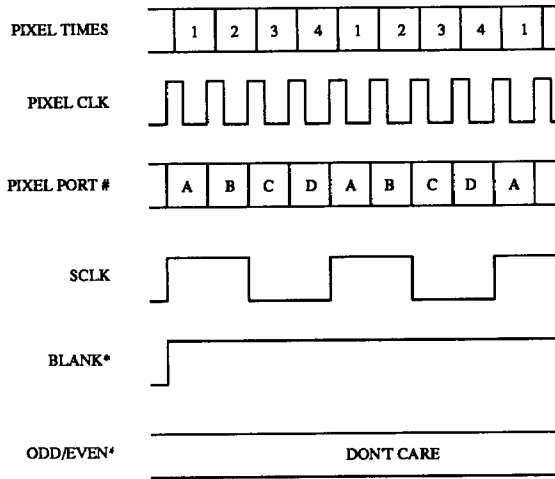 PIXEL TIMES 1 2 3 4 1 2 3 4 1
PIXEL CLK
PIXEL PORT # A B C D A B C D A
SCLK
BLANK*
ODD/EVEN* DON'T CARE